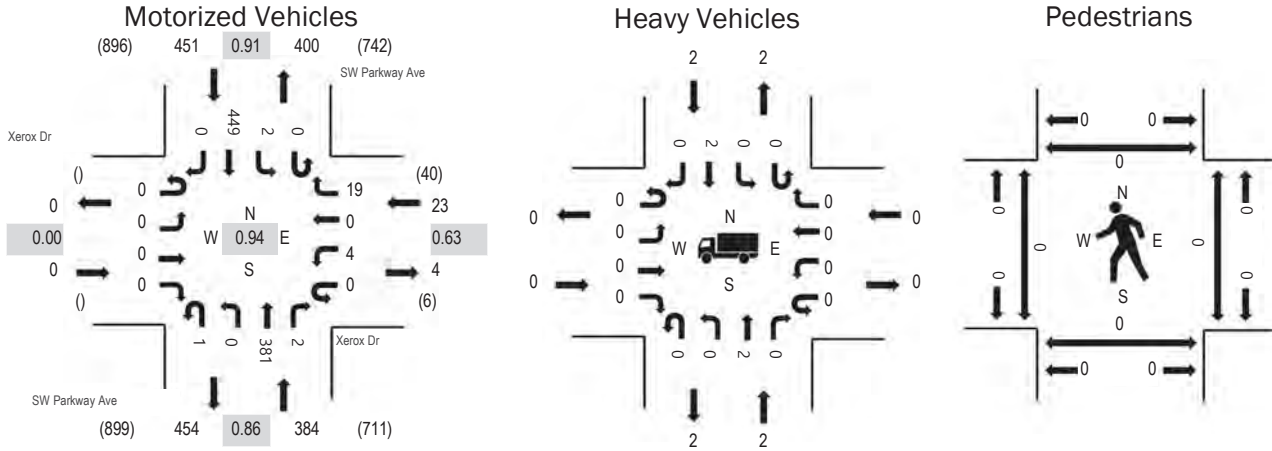 Motorized Vehicles
(896) 451 0.91 400 (742)
SW Parkway Ave
Xerox Dr
0 449 2 0
() 0 19 (40)
0 0 0 23
N
0.00 W 0.94 E 0.63
S
0 0 4 4
() 0 0 (6)
1 0 381 2
Xerox Dr
SW Parkway Ave
(899) 454 0.86 384 (711)
Heavy Vehicles
2 2
0 2 0 0
0 0
0 0 0 0
N
W E
S
0 0 0 0
0 0
0 0 2 0
2 2
Pedestrians
0 0
0
N
0 0
W E
0 0
S
0 0
0
0 0